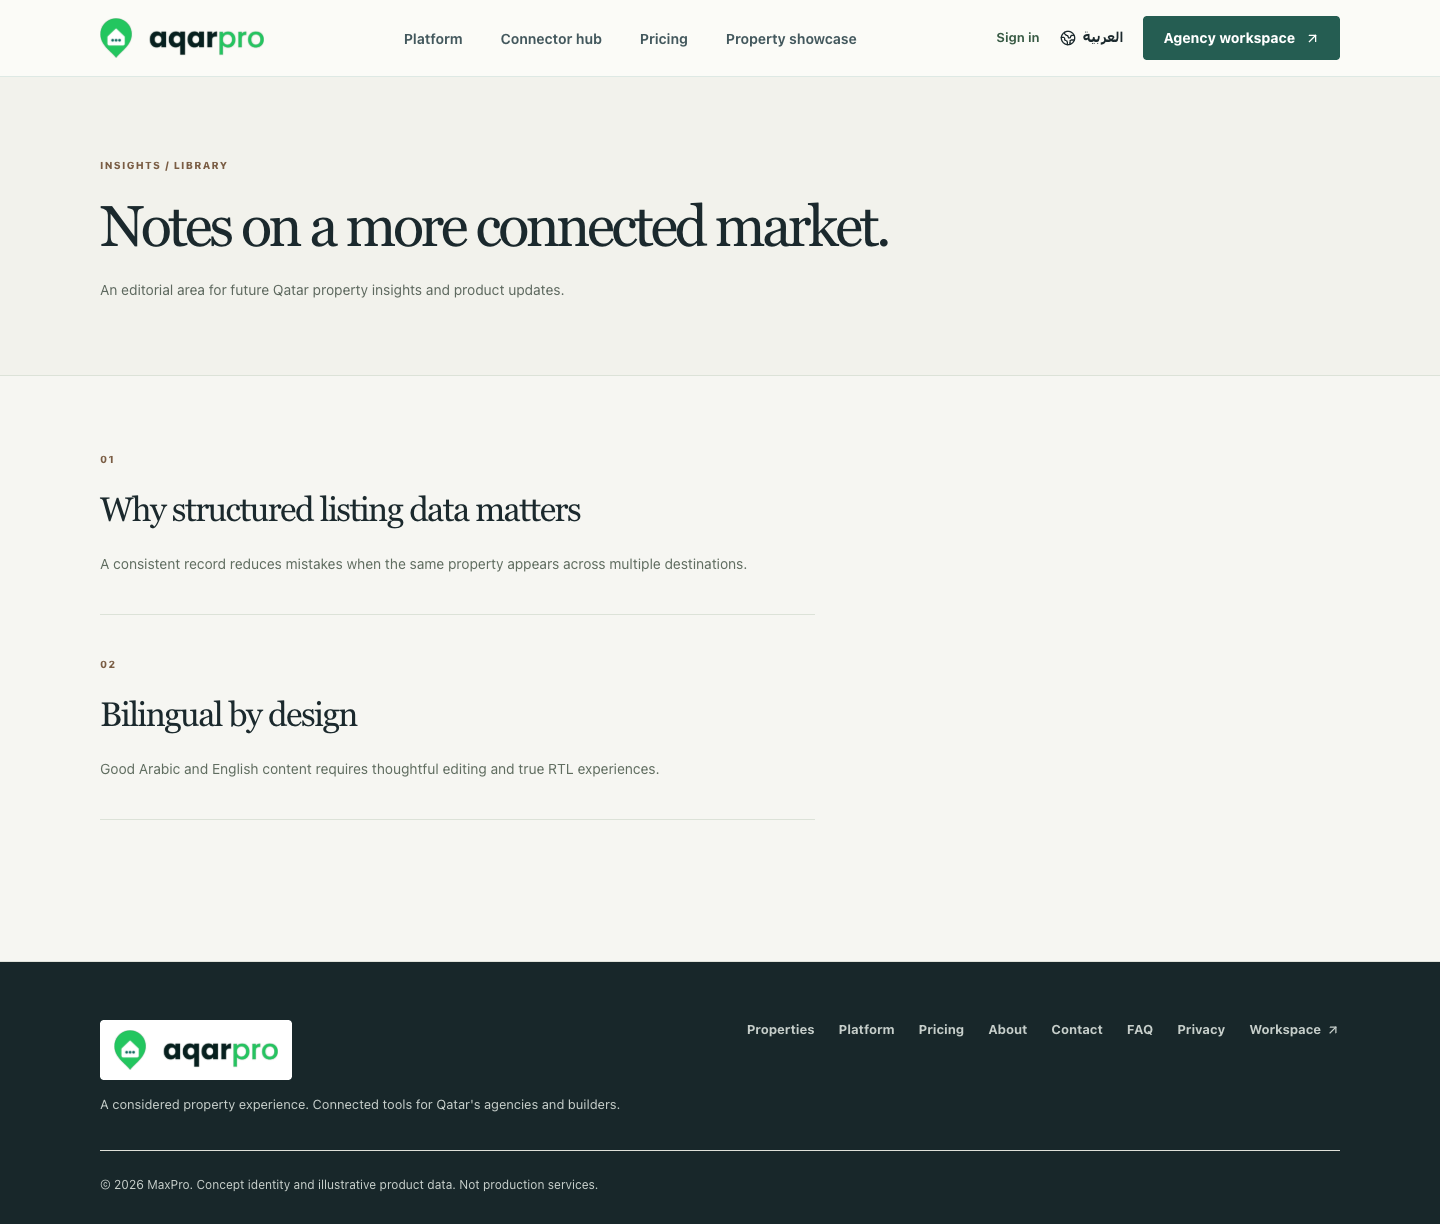 aqarpro
Platform
Connector hub
Pricing
Property showcase
Sign in
العربية
Agency workspace
INSIGHTS / LIBRARY
Notes on a more connected market.
An editorial area for future Qatar property insights and product updates.
01
Why structured listing data matters
A consistent record reduces mistakes when the same property appears across multiple destinations.
02
Bilingual by design
Good Arabic and English content requires thoughtful editing and true RTL experiences.
aqarpro
Properties
Platform
Pricing
About
Contact
FAQ
Privacy
Workspace
A considered property experience. Connected tools for Qatar's agencies and builders.
© 2026 MaxPro. Concept identity and illustrative product data. Not production services.